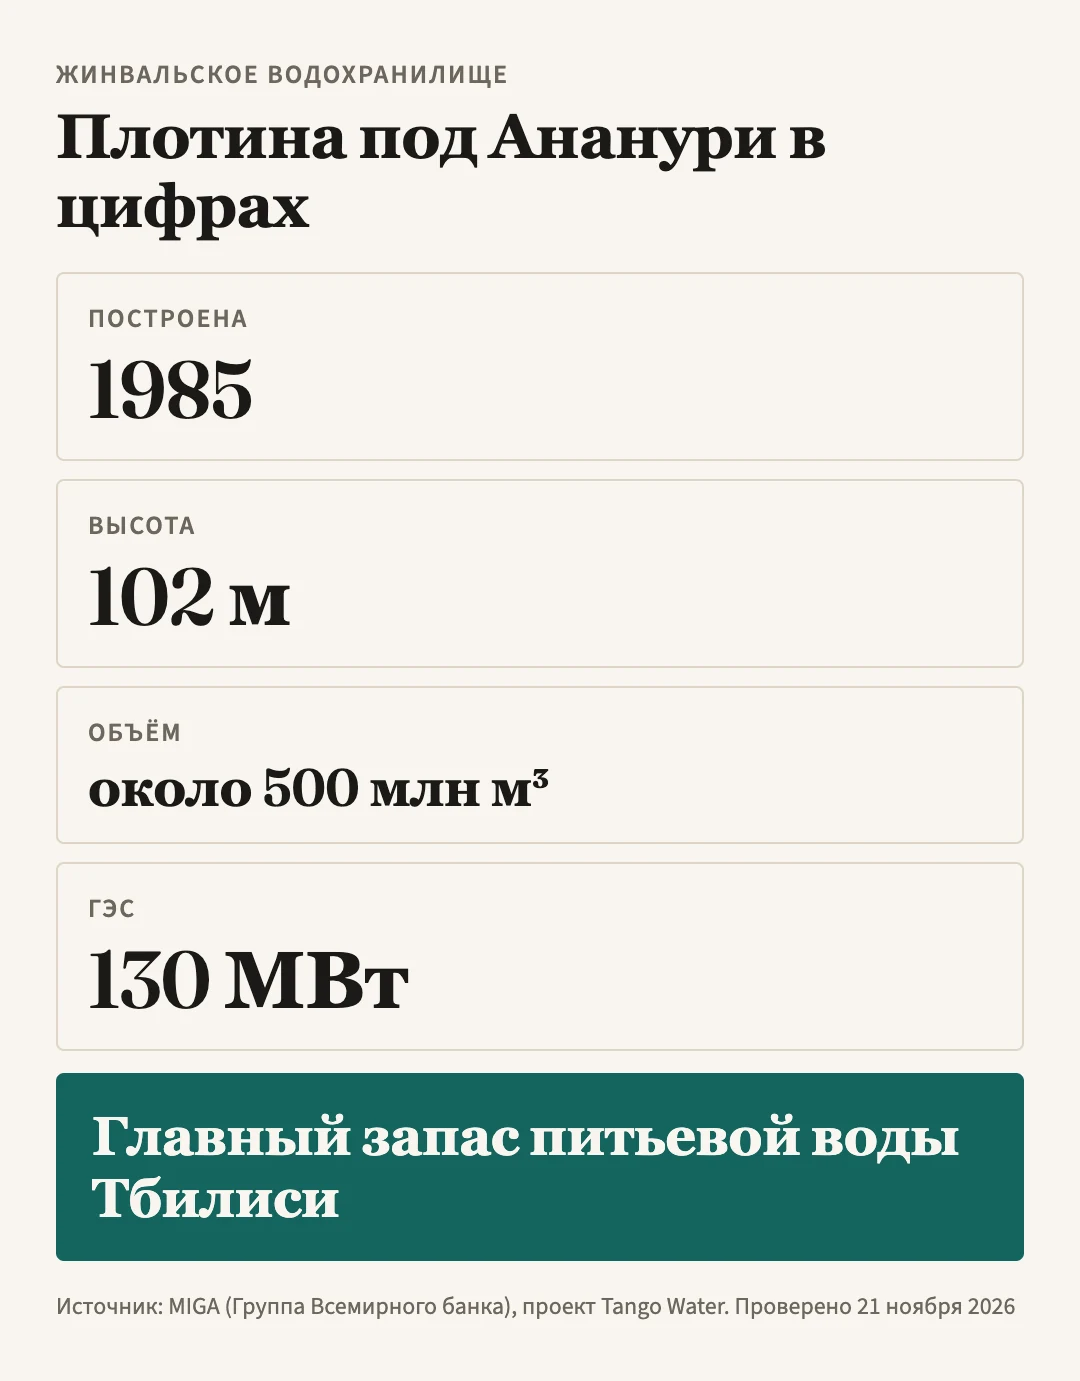 ЖИНВАЛЬСКОЕ ВОДОХРАНИЛИЩЕ
Плотина под Ананури в
цифрах
ПОСТРОЕНА
1985
ВЫСОТА
102 м
ОБЪЁМ
около 500 млн м³
ГЭС
130 МВт
Главный запас питьевой воды
Тбилиси
Источник: MIGA (Группа Всемирного банка), проект Tango Water. Проверено 21 ноября 2026